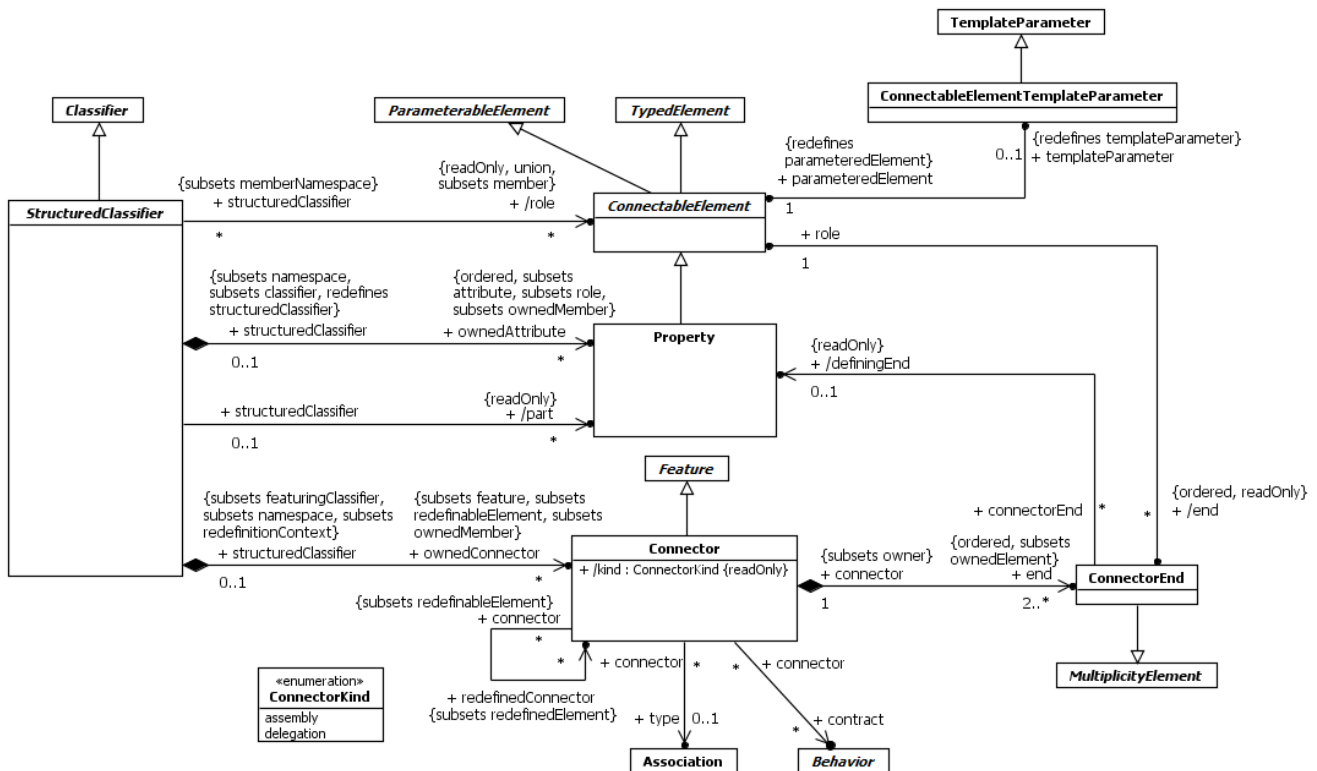 TemplateParameter
ConnectableElementTemplateParameter
Classifier
ParameterableElement
TypedElement
{redefines
parameteredElement}
+ parameteredElement
1
0..1
{redefines templateParameter}
+ templateParameter
StructuredClassifier
{subsets memberNamespace}
+ structuredClassifier
*
{readOnly, union,
subsets member}
+ /role
*
ConnectableElement
+ role
1
{subsets namespace,
subsets classifier, redefines
structuredClassifier}
+ structuredClassifier
0..1
{ordered, subsets
attribute, subsets role,
subsets ownedMember}
+ ownedAttribute
*
Property
{readOnly}
+ /definingEnd
0..1
+ structuredClassifier
0..1
{readOnly}
+ /part
*
Feature
{subsets featuringClassifier,
subsets namespace, subsets
redefinitionContext}
+ structuredClassifier
0..1
{subsets feature, subsets
redefinableElement, subsets
ownedMember}
+ ownedConnector
*
+ connectorEnd
*
*
{ordered, readOnly}
+ /end
Connector
+ /kind : ConnectorKind {readOnly}
{subsets owner}
+ connector
1
{ordered, subsets
ownedElement}
+ end
2..*
ConnectorEnd
{subsets redefinableElement}
+ connector
*
*
+ redefinedConnector
{subsets redefinedElement}
+ connector
*
+ type
0..1
*
+ connector
+ contract
*
MultiplicityElement
«enumeration»
ConnectorKind
assembly
delegation
Association
Behavior